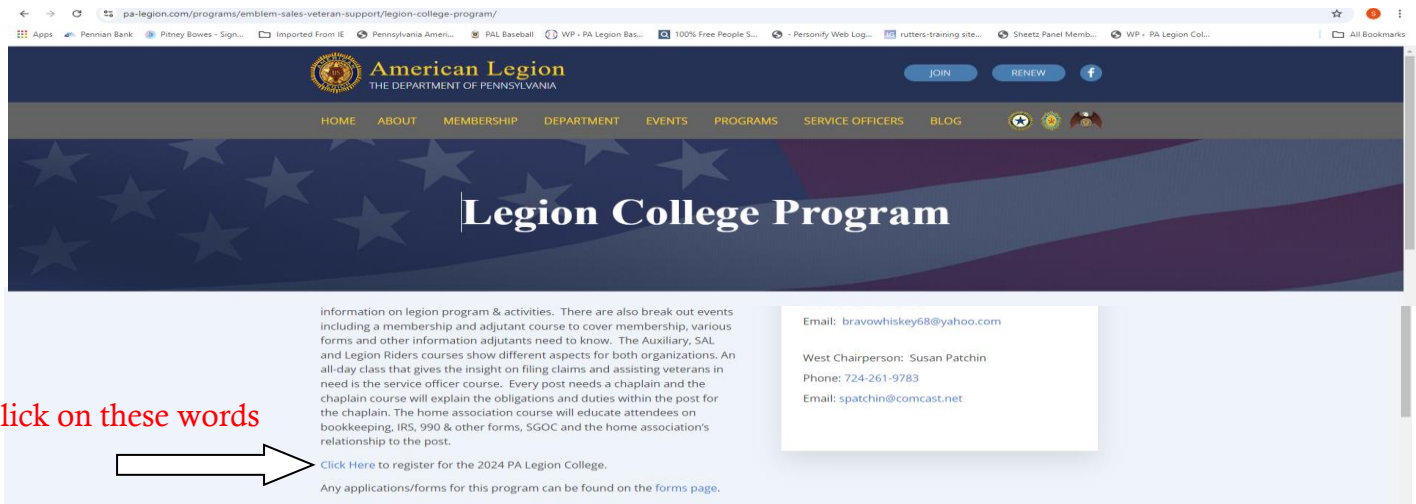 pa-legion.com/programs/emblem-sales-veteran-support/legion-college-program/
S
Apps Pennian Bank Pitney Bowes - Sign... Imported From IE Pennsylvania Ameri... PAL Baseball WP ‹ PA Legion Bas... 100% Free People S... - Personify Web Log... rutters-training site... Sheetz Panel Memb... WP ‹ PA Legion Col... All Bookmarks
American Legion
THE DEPARTMENT OF PENNSYLVANIA
JOIN RENEW f
HOME ABOUT MEMBERSHIP DEPARTMENT EVENTS PROGRAMS SERVICE OFFICERS BLOG
Legion College Program
information on legion program & activities. There are also break out events
including a membership and adjutant course to cover membership, various
forms and other information adjutants need to know. The Auxiliary, SAL
and Legion Riders courses show different aspects for both organizations. An
all-day class that gives the insight on filing claims and assisting veterans in
need is the service officer course. Every post needs a chaplain and the
chaplain course will explain the obligations and duties within the post for
the chaplain. The home association course will educate attendees on
bookkeeping, IRS, 990 & other forms, SGOC and the home association's
relationship to the post.
Click Here to register for the 2024 PA Legion College.
Any applications/forms for this program can be found on the forms page.
Email: bravowhiskey68@yahoo.com
West Chairperson: Susan Patchin
Phone: 724-261-9783
Email: spatchin@comcast.net
lick on these words